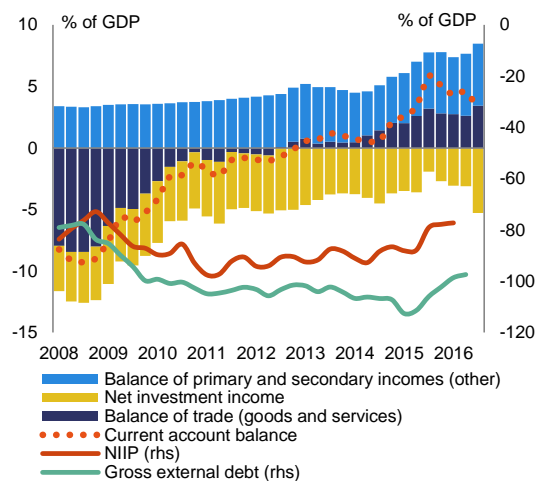 % of GDP % of GDP
10 0
5 -20
-40
0
-60
-5 -80
-10 -100
-15 -120
2008 2009 2010 2011 2012 2013 2014 2015 2016
Balance of primary and secondary incomes (other)
Net investment income
Balance of trade (goods and services)
Current account balance
NIIP (rhs)
Gross external debt (rhs)